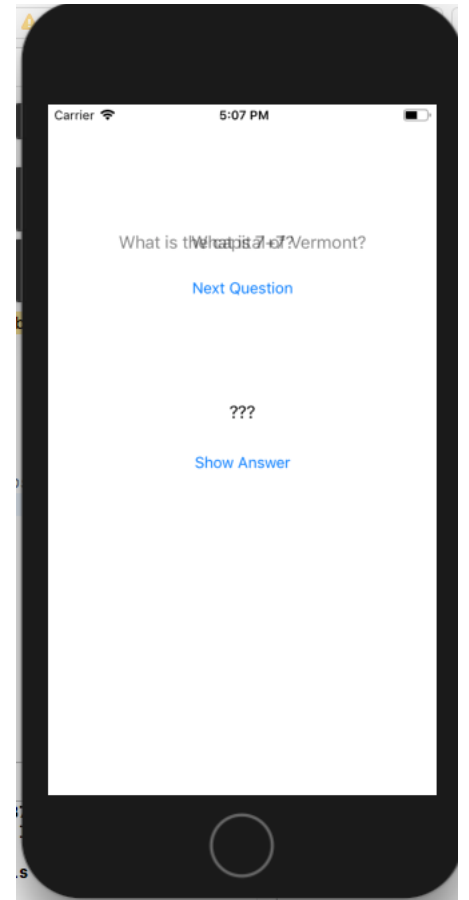 Carrier 5:07 PM
What is the capital of Vermont?
What is 7+7?
Next Question
???
Show Answer
.s